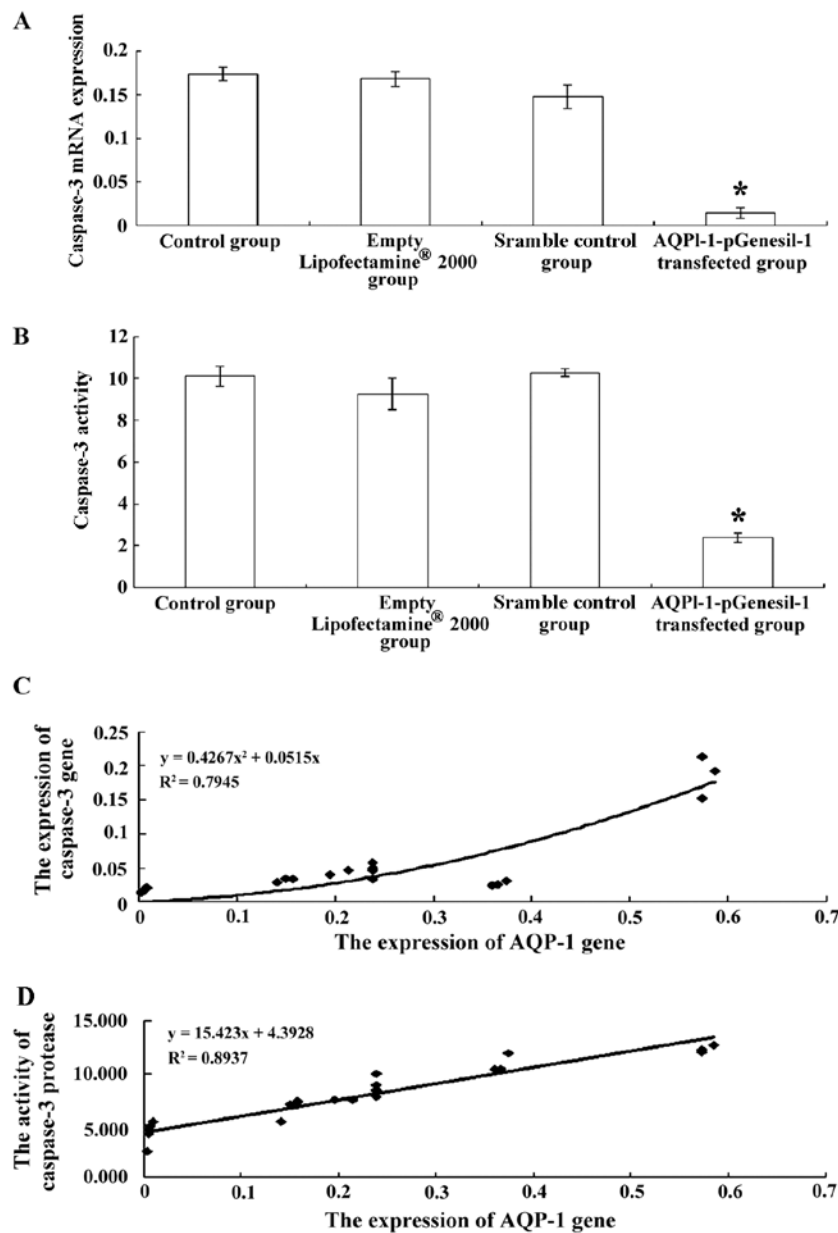 A
Caspase-3 mRNA expression
0.2
0.15
0.1
0.05
0
*
Control group
Empty
Lipofectamine® 2000
group
Sramble control
group
AQPl-1-pGenesil-1
transfected group
B
Caspase-3 activity
12
10
8
6
4
2
0
*
Control group
Empty
Lipofectamine® 2000
group
Sramble control
group
AQPl-1-pGenesil-1
transfected group
C
The expression of
caspase-3 gene
0.25
0.2
0.15
0.1
0.05
0
y = 0.4267x² + 0.0515x
R² = 0.7945
0 0.1 0.2 0.3 0.4 0.5 0.6 0.7
The expression of AQP-1 gene
D
The activity of
caspase-3 protease
15.000
10.000
5.000
0.000
y = 15.423x + 4.3928
R² = 0.8937
0 0.1 0.2 0.3 0.4 0.5 0.6 0.7
The expression of AQP-1 gene